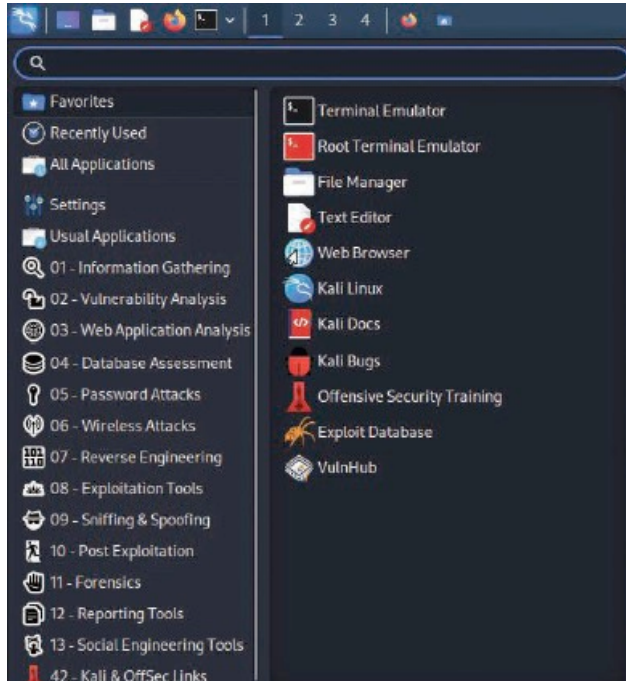 1 2 3 4
Favorites
Recently Used
All Applications
Settings
Usual Applications
01 - Information Gathering
02 - Vulnerability Analysis
03 - Web Application Analysis
04 - Database Assessment
05 - Password Attacks
06 - Wireless Attacks
07 - Reverse Engineering
08 - Exploitation Tools
09 - Sniffing & Spoofing
10 - Post Exploitation
11 - Forensics
12 - Reporting Tools
13 - Social Engineering Tools
42 - Kali & OffSec Links
Terminal Emulator
Root Terminal Emulator
File Manager
Text Editor
Web Browser
Kali Linux
Kali Docs
Kali Bugs
Offensive Security Training
Exploit Database
VulnHub